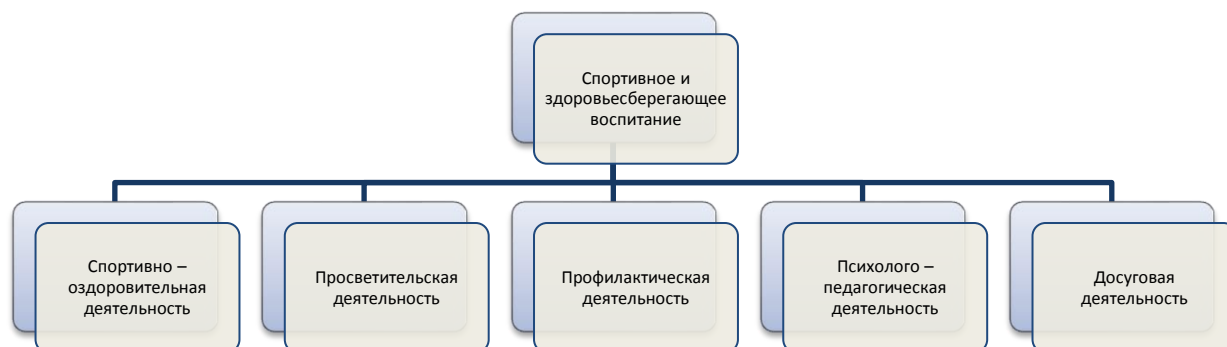 Спортивное и
здоровьесберегающее
воспитание
Спортивно –
оздоровительная
деятельность
Просветительская
деятельность
Профилактическая
деятельность
Психолого –
педагогическая
деятельность
Досуговая
деятельность